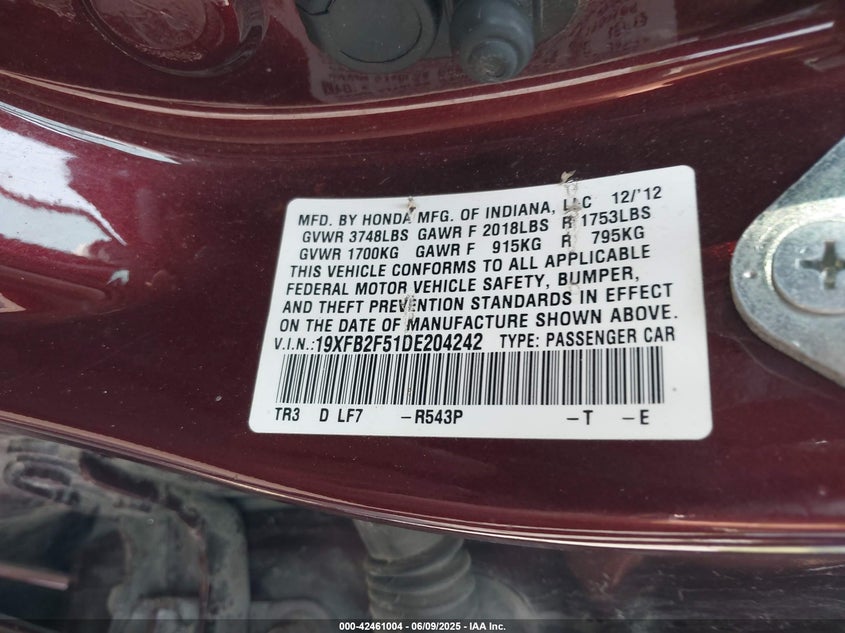 MFD. BY HONDA MFG. OF INDIANA, LLC 12/'12
GVWR 3748LBS GAWR F 2018LBS R 1753LBS
GVWR 1700KG GAWR F 915KG R 795KG
THIS VEHICLE CONFORMS TO ALL APPLICABLE
FEDERAL MOTOR VEHICLE SAFETY, BUMPER,
AND THEFT PREVENTION STANDARDS IN EFFECT
ON THE DATE OF MANUFACTURE SHOWN ABOVE.
V.I.N.:19XFB2F51DE204242 TYPE: PASSENGER CAR
TR3 D LF7 –R543P –T –E
000-42461004 | 06/09/2025 | IAA Inc.